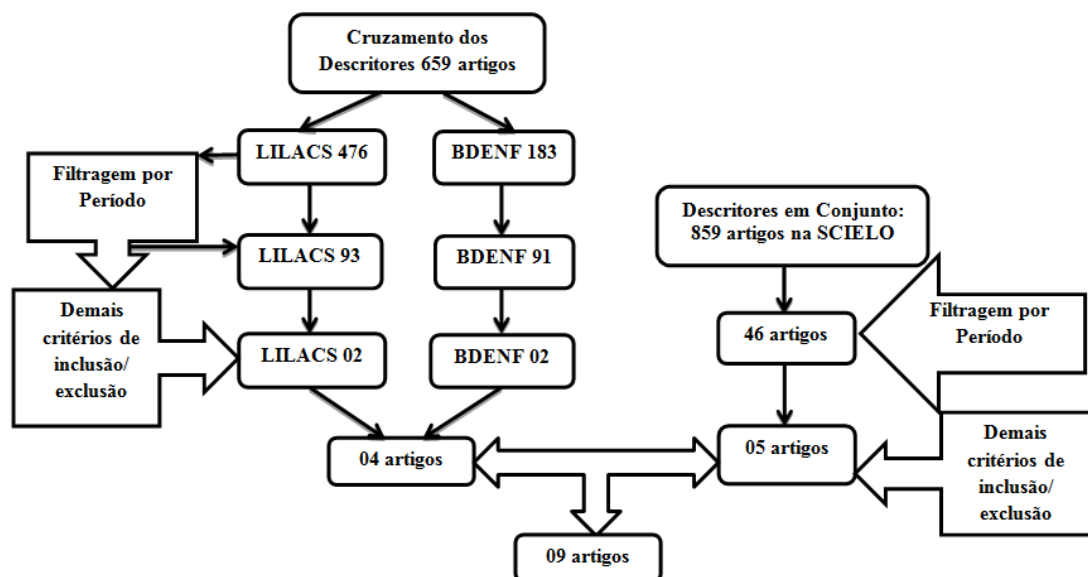 Cruzamento dos
Descritores 659 artigos
LILACS 476
BDENF 183
Filtragem por
Período
Descritores em Conjunto:
859 artigos na SCIELO
LILACS 93
BDENF 91
Demais
critérios de
inclusão/
exclusão
Filtragem por
Período
46 artigos
LILACS 02
BDENF 02
04 artigos
05 artigos
Demais
critérios de
inclusão/
exclusão
09 artigos